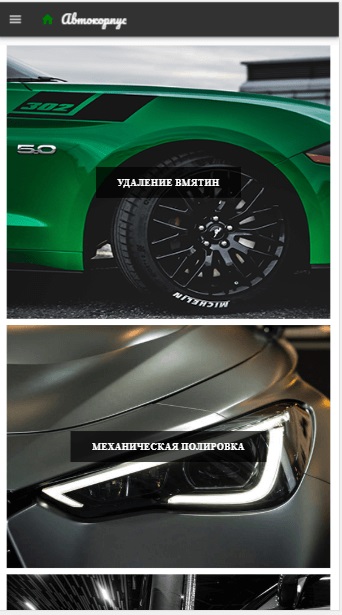 Автокорпус
302
5.0
УДАЛЕНИЕ ВМЯТИН
MICHELIN
МЕХАНИЧЕСКАЯ ПОЛИРОВКА